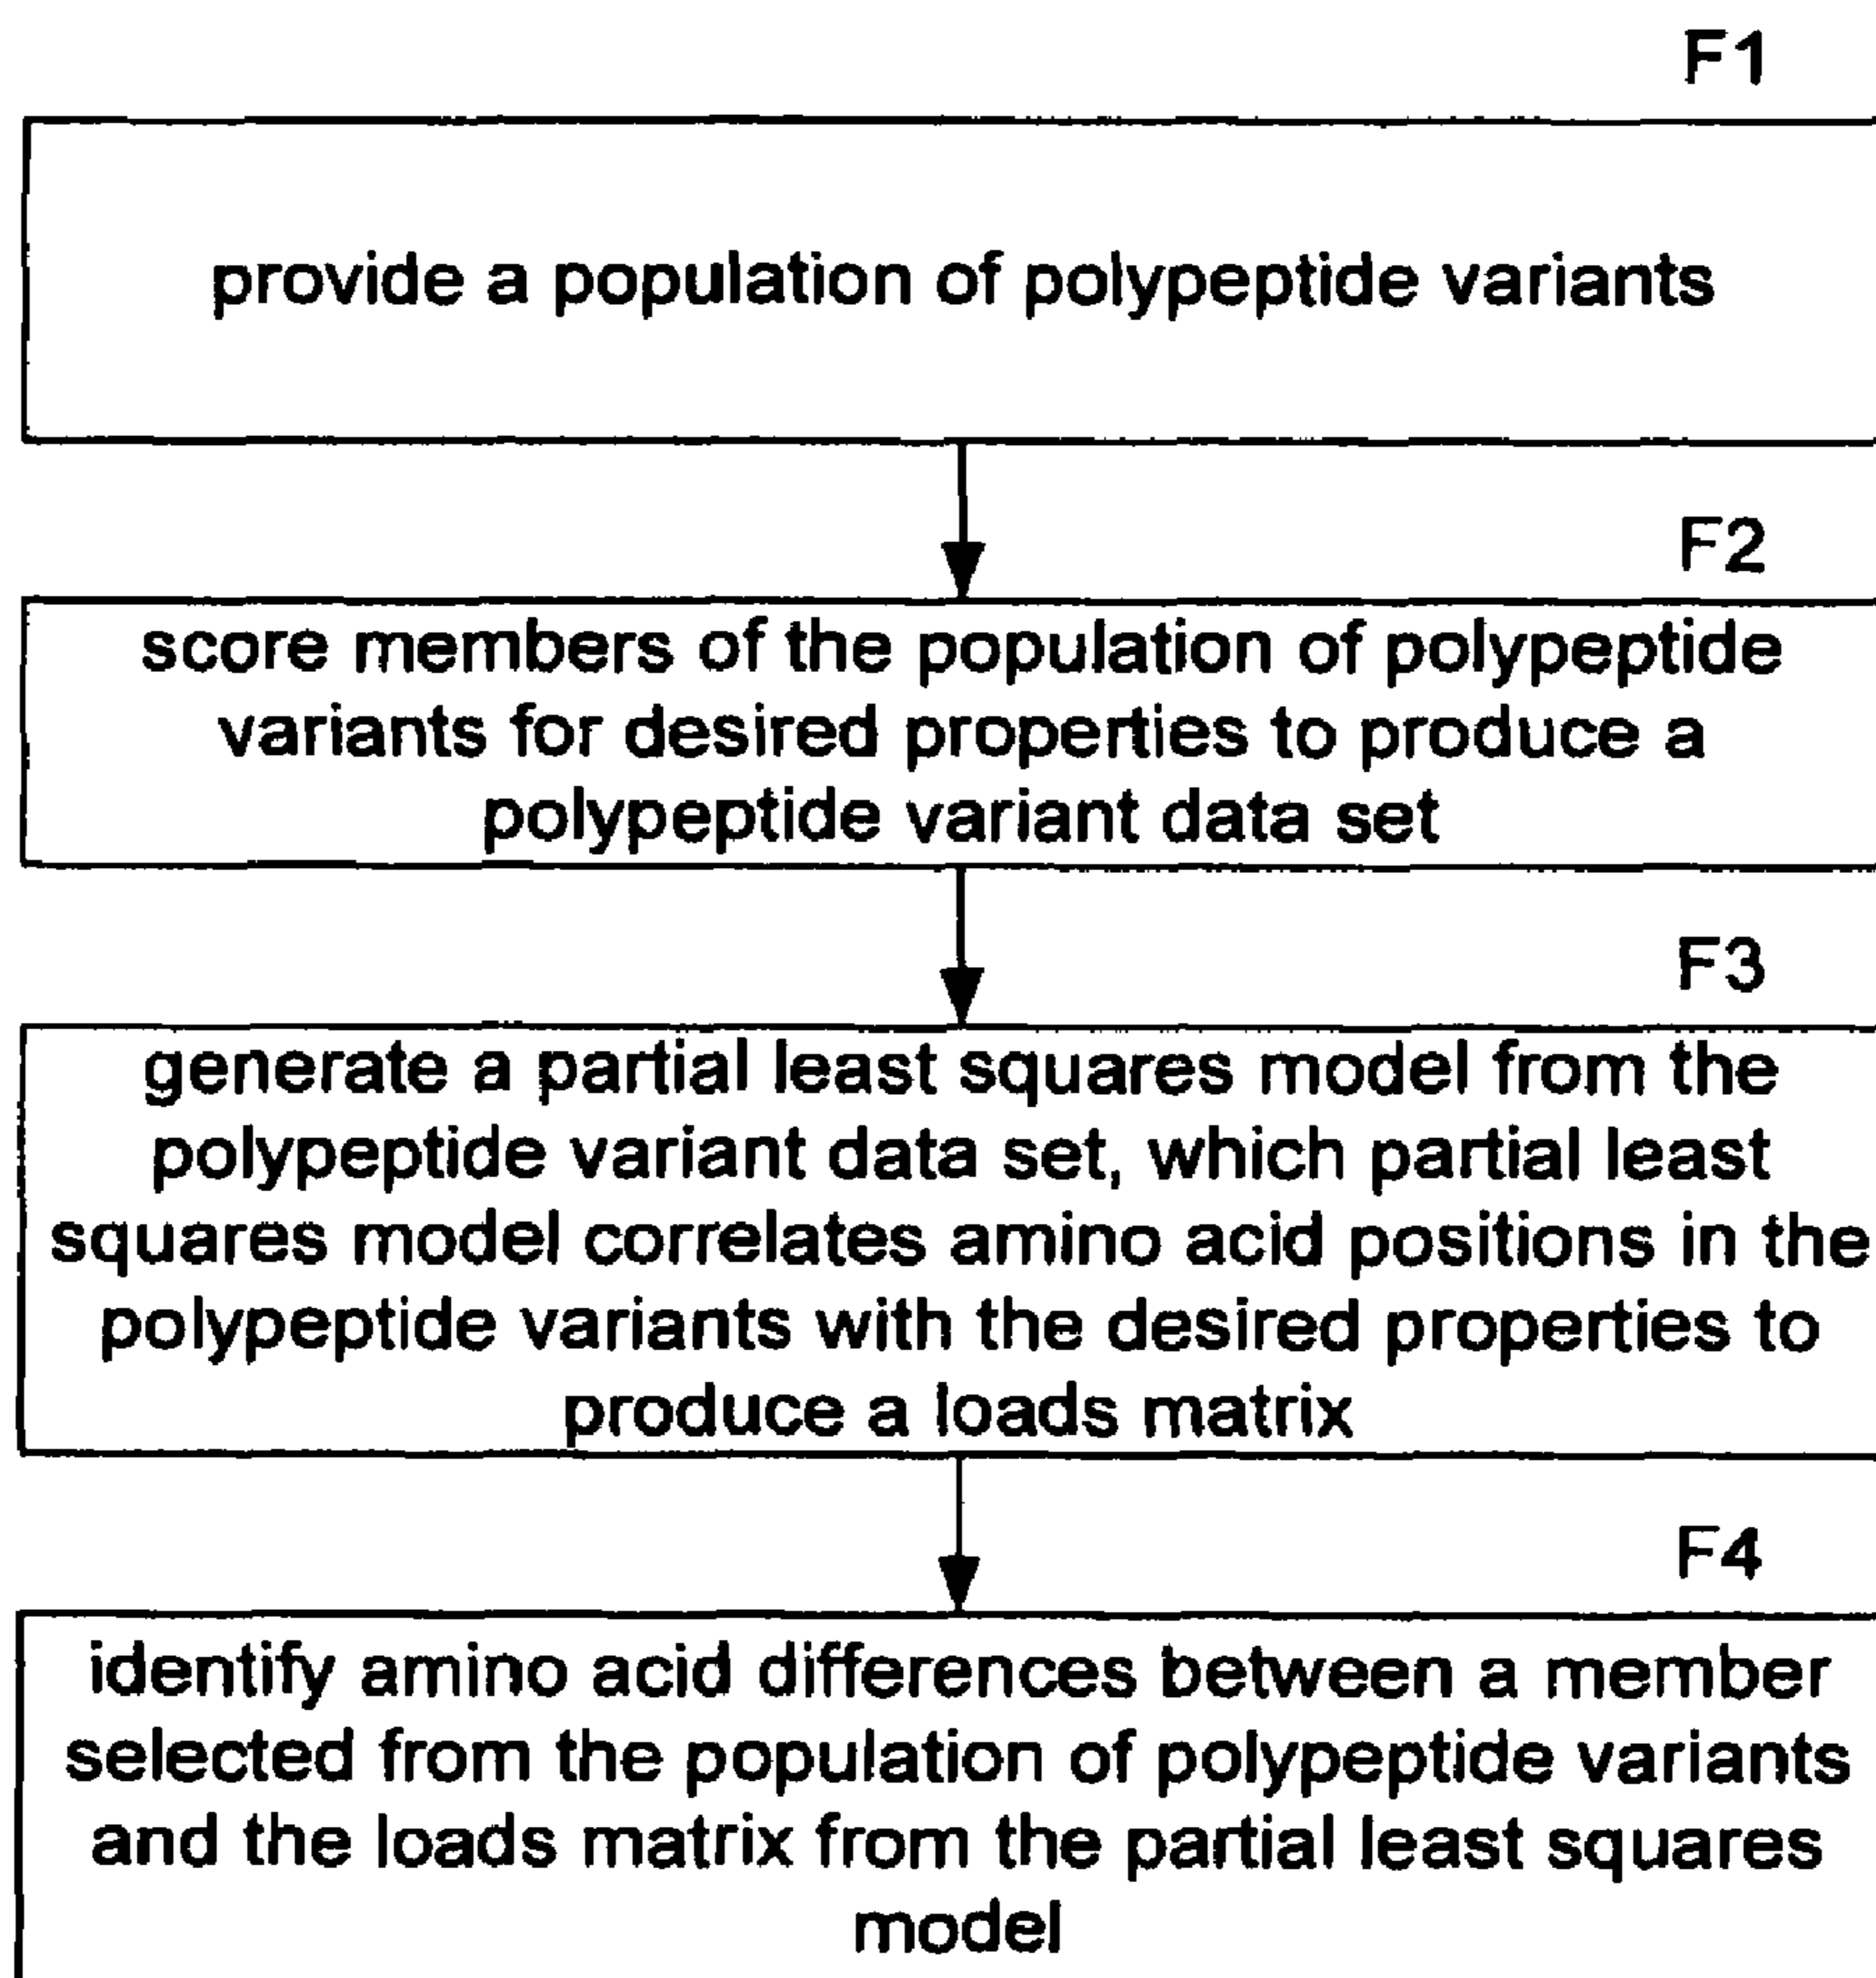 F1
provide a population of polypeptide variants
F2
score members of the population of polypeptide
variants for desired properties to produce a
polypeptide variant data set
F3
generate a partial least squares model from the
polypeptide variant data set, which partial least
squares model correlates amino acid positions in the
polypeptide variants with the desired properties to
produce a loads matrix
F4
identify amino acid differences between a member
selected from the population of polypeptide variants
and the loads matrix from the partial least squares
model